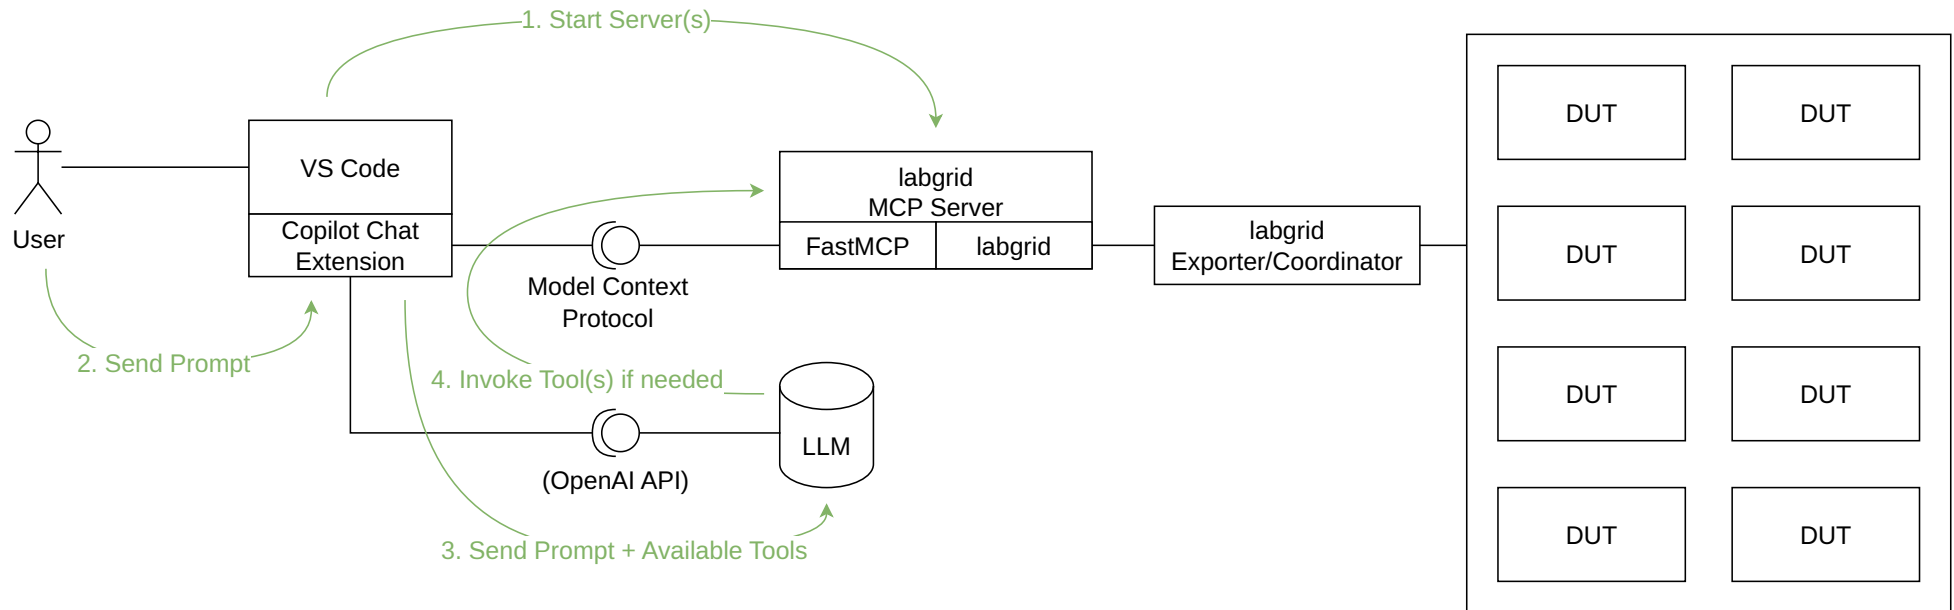 1. Start Server(s)
VS Code
Copilot Chat
Extension
User
2. Send Prompt
Model Context
Protocol
4. Invoke Tool(s) if needed
(OpenAI API)
LLM
3. Send Prompt + Available Tools
labgrid
MCP Server
FastMCP
labgrid
labgrid
Exporter/Coordinator
DUT
DUT
DUT
DUT
DUT
DUT
DUT
DUT